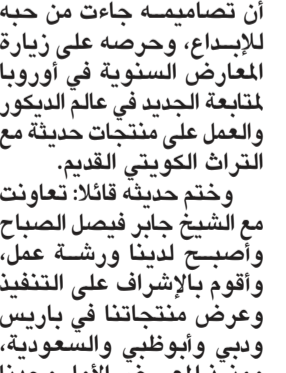 أن تصاميمه جاءت من حبه
للإبداع، وحرصه على زيارة
المعارض السنوية في أوروبا
لمتابعة الجديد في عالم الديكور
والعمل على منتجات حديثة مع
التراث الكويتي القديم.
وختم حديثه قائلا: تعاونت
مع الشيخ جابر فيصل الصباح
وأصبح لدينا ورشة عمل،
وأقوم بالإشراف على التنفيذ
وعرض منتجاتنا في باريس
ودبي وأبوظبي والسعودية،